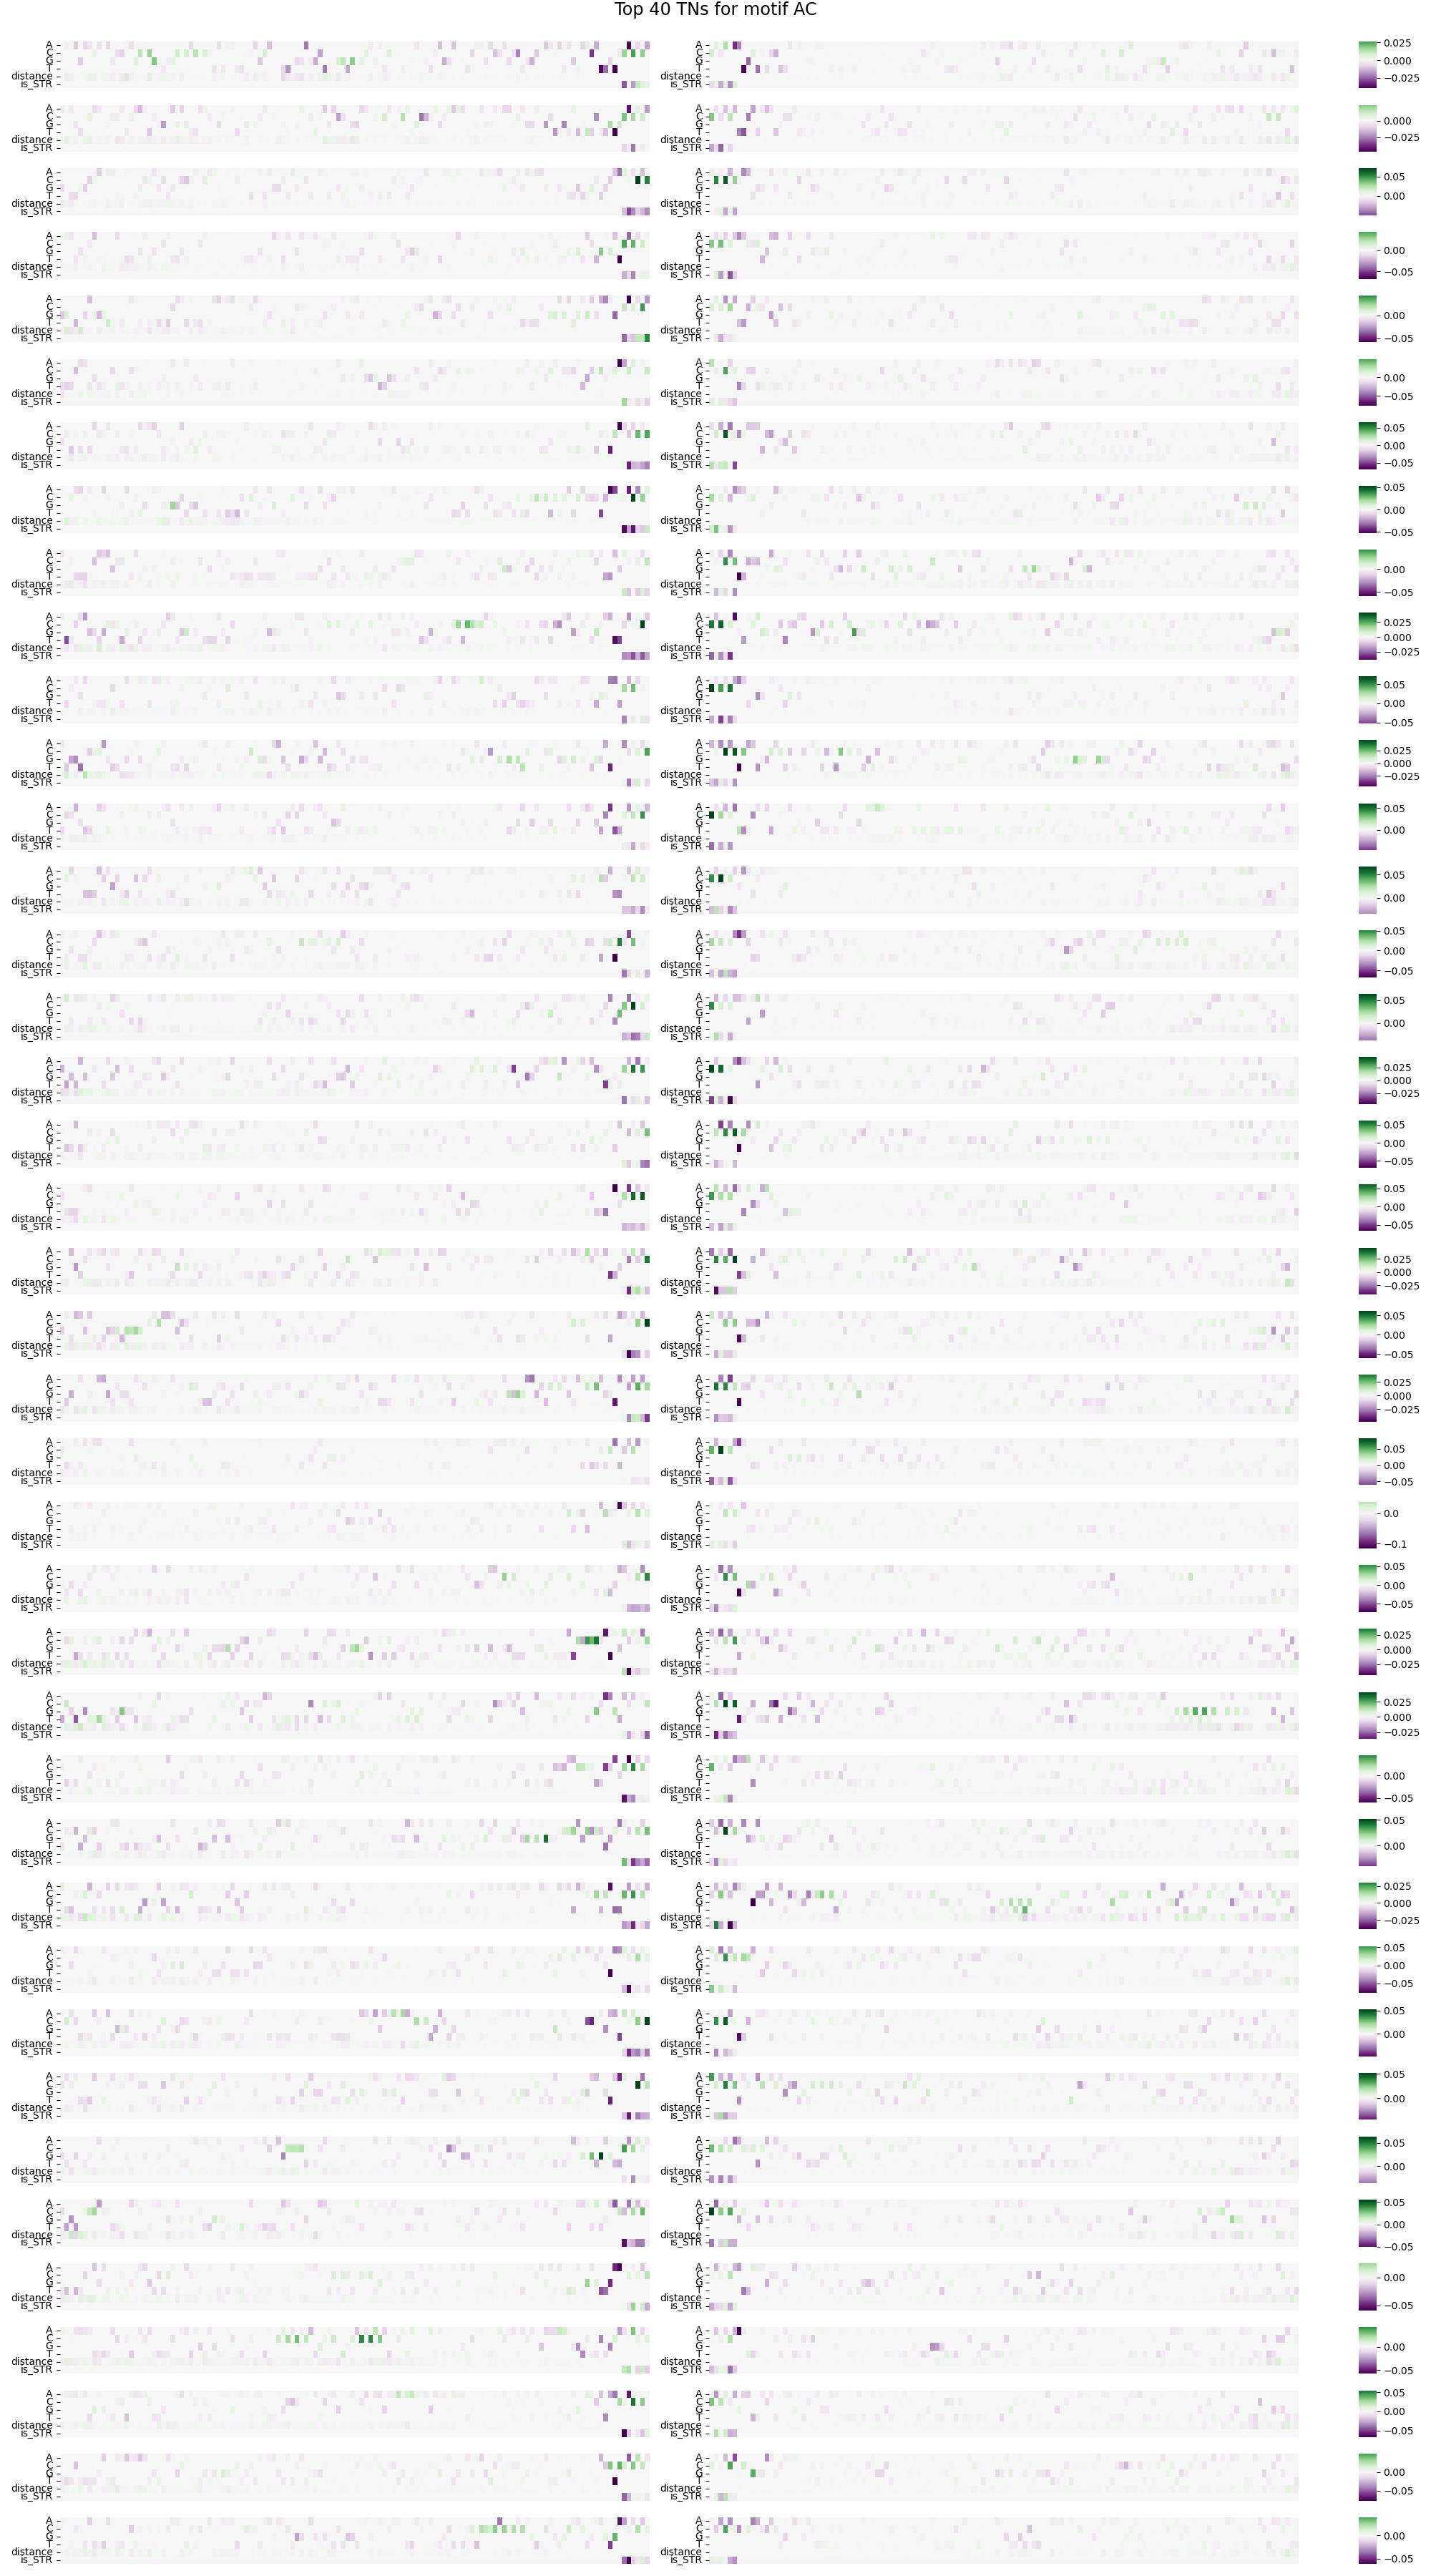 Top 40 TNs for motif AC
A A 0.025
C C
G G 0.000
T T
distance distance −0.025
is_STR is_STR
A A
C C
G G 0.000
T T
distance distance −0.025
is_STR is_STR
A A
C C 0.05
G G
T T 0.00
distance distance
is_STR is_STR
A A
C C
G G 0.00
T T
distance distance −0.05
is_STR is_STR
A A
C C
G G 0.00
T T
distance distance
is_STR is_STR −0.05
A A
C C
G G 0.00
T T
distance distance −0.05
is_STR is_STR
A A 0.05
C C
G G 0.00
T T
distance distance
is_STR is_STR −0.05
A A 0.05
C C
G G
T T 0.00
distance distance
is_STR is_STR −0.05
A A
C C
G G 0.00
T T
distance distance
is_STR is_STR −0.05
A A
C C 0.025
G G
T T 0.000
distance distance −0.025
is_STR is_STR
A A
C C 0.05
G G
T T 0.00
distance distance
is_STR is_STR −0.05
A A
C C 0.025
G G
T T 0.000
distance distance −0.025
is_STR is_STR
A A 0.05
C C
G G
T T 0.00
distance distance
is_STR is_STR
A A 0.05
C C
G G
T T 0.00
distance distance
is_STR is_STR
A A 0.05
C C
G G 0.00
T T
distance distance
is_STR is_STR −0.05
A A 0.05
C C
G G
T T 0.00
distance distance
is_STR is_STR
A A
C C 0.025
G G
T T 0.000
distance distance −0.025
is_STR is_STR
A A 0.05
C C
G G 0.00
T T
distance distance
is_STR is_STR −0.05
A A 0.05
C C
G G 0.00
T T
distance distance
is_STR is_STR −0.05
A A
C C 0.025
G G
T T 0.000
distance distance −0.025
is_STR is_STR
A A 0.05
C C
G G
T T 0.00
distance distance
is_STR is_STR −0.05
A A 0.025
C C
G G 0.000
T T
distance distance −0.025
is_STR is_STR
A A
C C 0.05
G G
T T 0.00
distance distance
is_STR is_STR −0.05
A A
C C 0.0
G G
T T
distance distance
is_STR is_STR −0.1
A A 0.05
C C
G G 0.00
T T
distance distance −0.05
is_STR is_STR
A A 0.025
C C
G G 0.000
T T
distance distance −0.025
is_STR is_STR
A A
C C 0.025
G G
T T 0.000
distance distance
is_STR is_STR −0.025
A A
C C
G G 0.00
T T
distance distance
is_STR is_STR −0.05
A A 0.05
C C
G G
T T 0.00
distance distance
is_STR is_STR
A A 0.025
C C
G G 0.000
T T
distance distance −0.025
is_STR is_STR
A A 0.05
C C
G G 0.00
T T
distance distance −0.05
is_STR is_STR
A A 0.05
C C
G G
T T 0.00
distance distance
is_STR is_STR
A A 0.05
C C
G G
T T 0.00
distance distance
is_STR is_STR
A A 0.05
C C
G G
T T 0.00
distance distance
is_STR is_STR
A A 0.05
C C
G G
T T 0.00
distance distance
is_STR is_STR −0.05
A A
C C
G G 0.00
T T
distance distance −0.05
is_STR is_STR
A A
C C
G G 0.00
T T
distance distance
is_STR is_STR −0.05
A A 0.05
C C
G G 0.00
T T
distance distance
is_STR is_STR −0.05
A A
C C
G G 0.00
T T
distance distance −0.05
is_STR is_STR
A A
C C
G G 0.00
T T
distance distance
is_STR is_STR −0.05